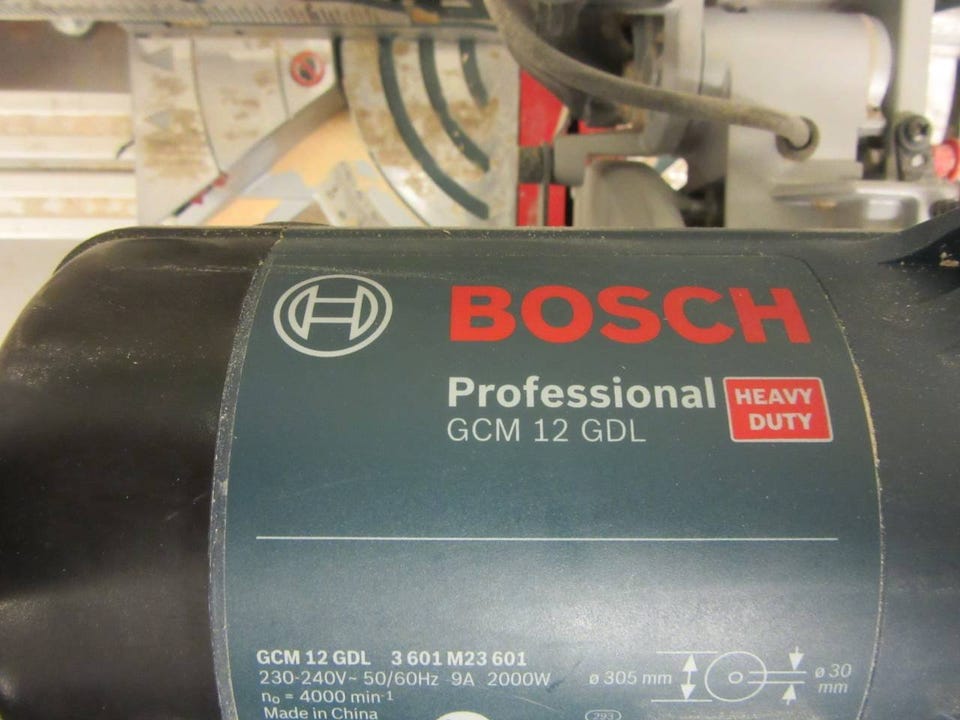 BOSCH
Professional
GCM 12 GDL
HEAVY
DUTY
GCM 12 GDL 3 601 M23 601
230-240V~ 50/60Hz 9A 2000W
n₀ = 4000 min⁻¹
Made in China
ø 305 mm
ø 30
mm
293